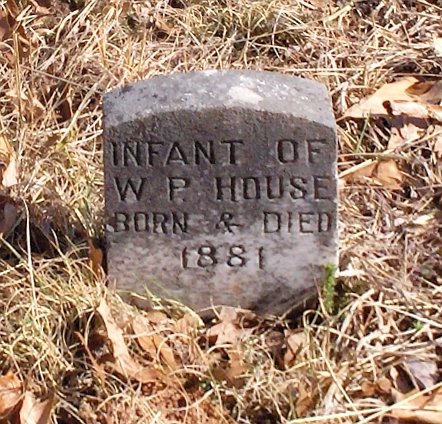 INFANT OF
W P HOUSE
BORN & DIED
1881